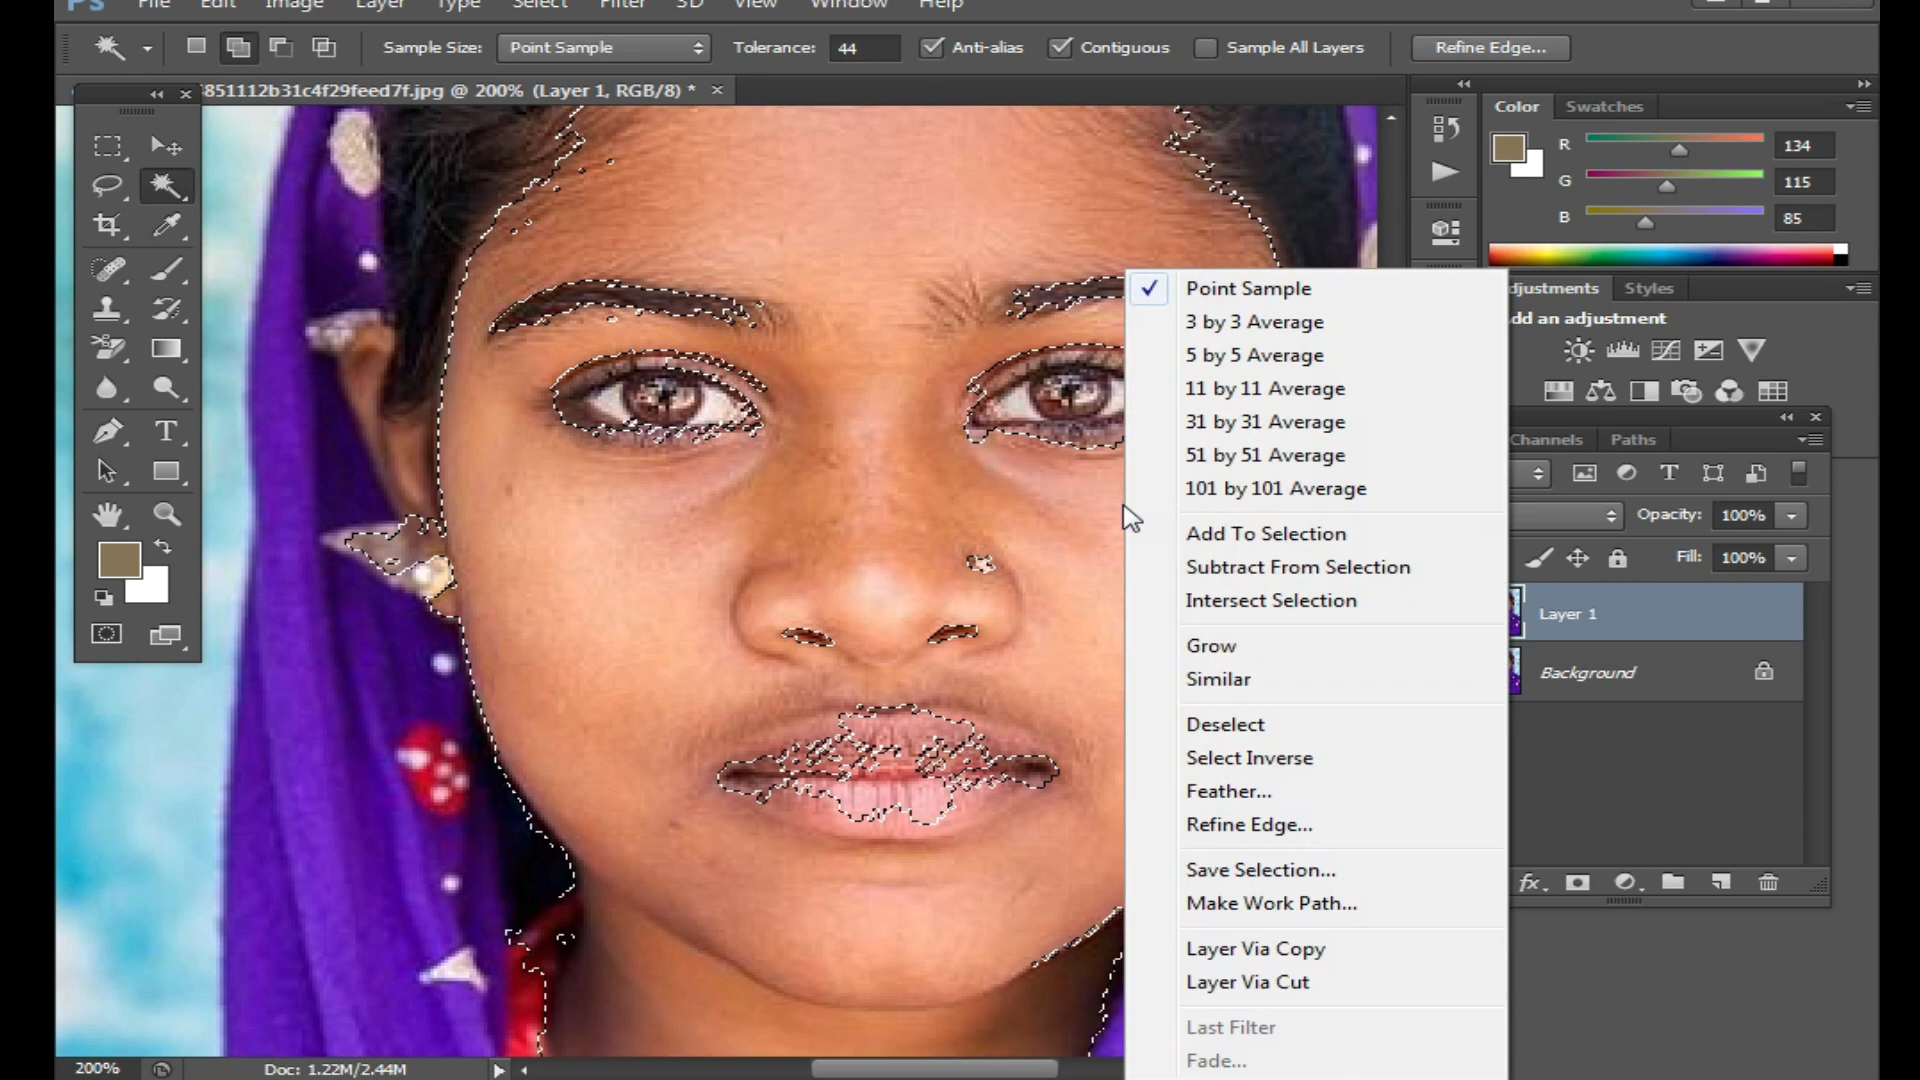 Ps File Edit Image Layer Type Select Filter 3D View Window Help
Sample Size: Point Sample Tolerance: 44 Anti-alias Contiguous Sample All Layers Refine Edge...
851112b31c4f29feed7f.jpg @ 200% (Layer 1, RGB/8) *
Color Swatches
R 134
G 115
B 85
djustments Styles
dd an adjustment
Channels Paths
Opacity: 100%
Fill: 100%
Layer 1
Background
Point Sample
3 by 3 Average
5 by 5 Average
11 by 11 Average
31 by 31 Average
51 by 51 Average
101 by 101 Average
Add To Selection
Subtract From Selection
Intersect Selection
Grow
Similar
Deselect
Select Inverse
Feather...
Refine Edge...
Save Selection...
Make Work Path...
Layer Via Copy
Layer Via Cut
Last Filter
Fade...
200% Doc: 1.22M/2.44M